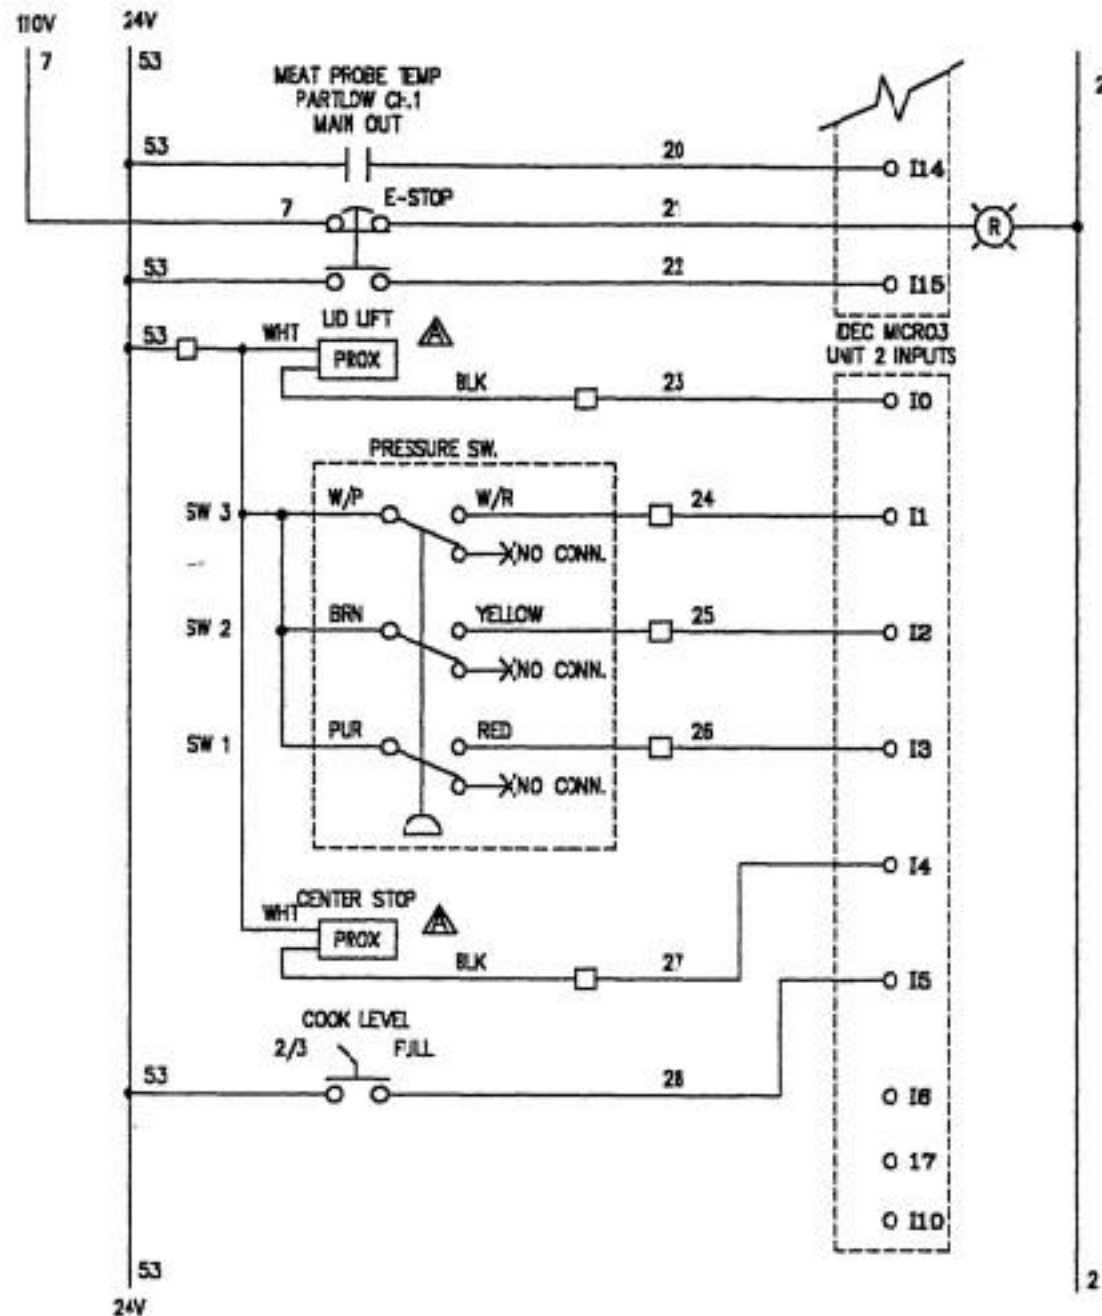 110V 24V
7 53
MEAT PROBE TEMP
PARTLOW CH.1
MAIN OUT
2
53 20 I14
7 E-STOP 21 R
53 22 I15
LID LIFT
53 WHT PROX A
IDEC MICRO3
UNIT 2 INPUTS
BLK 23 I0
PRESSURE SW.
SW 3 W/P W/R 24 I1
NO CONN.
SW 2 BRN YELLOW 25 I2
NO CONN.
SW 1 PUR RED 26 I3
NO CONN.
I4
CENTER STOP
WHT PROX A
BLK 27 I5
COOK LEVEL
2/3 FULL
53 28 I6
17
I10
53 2
24V